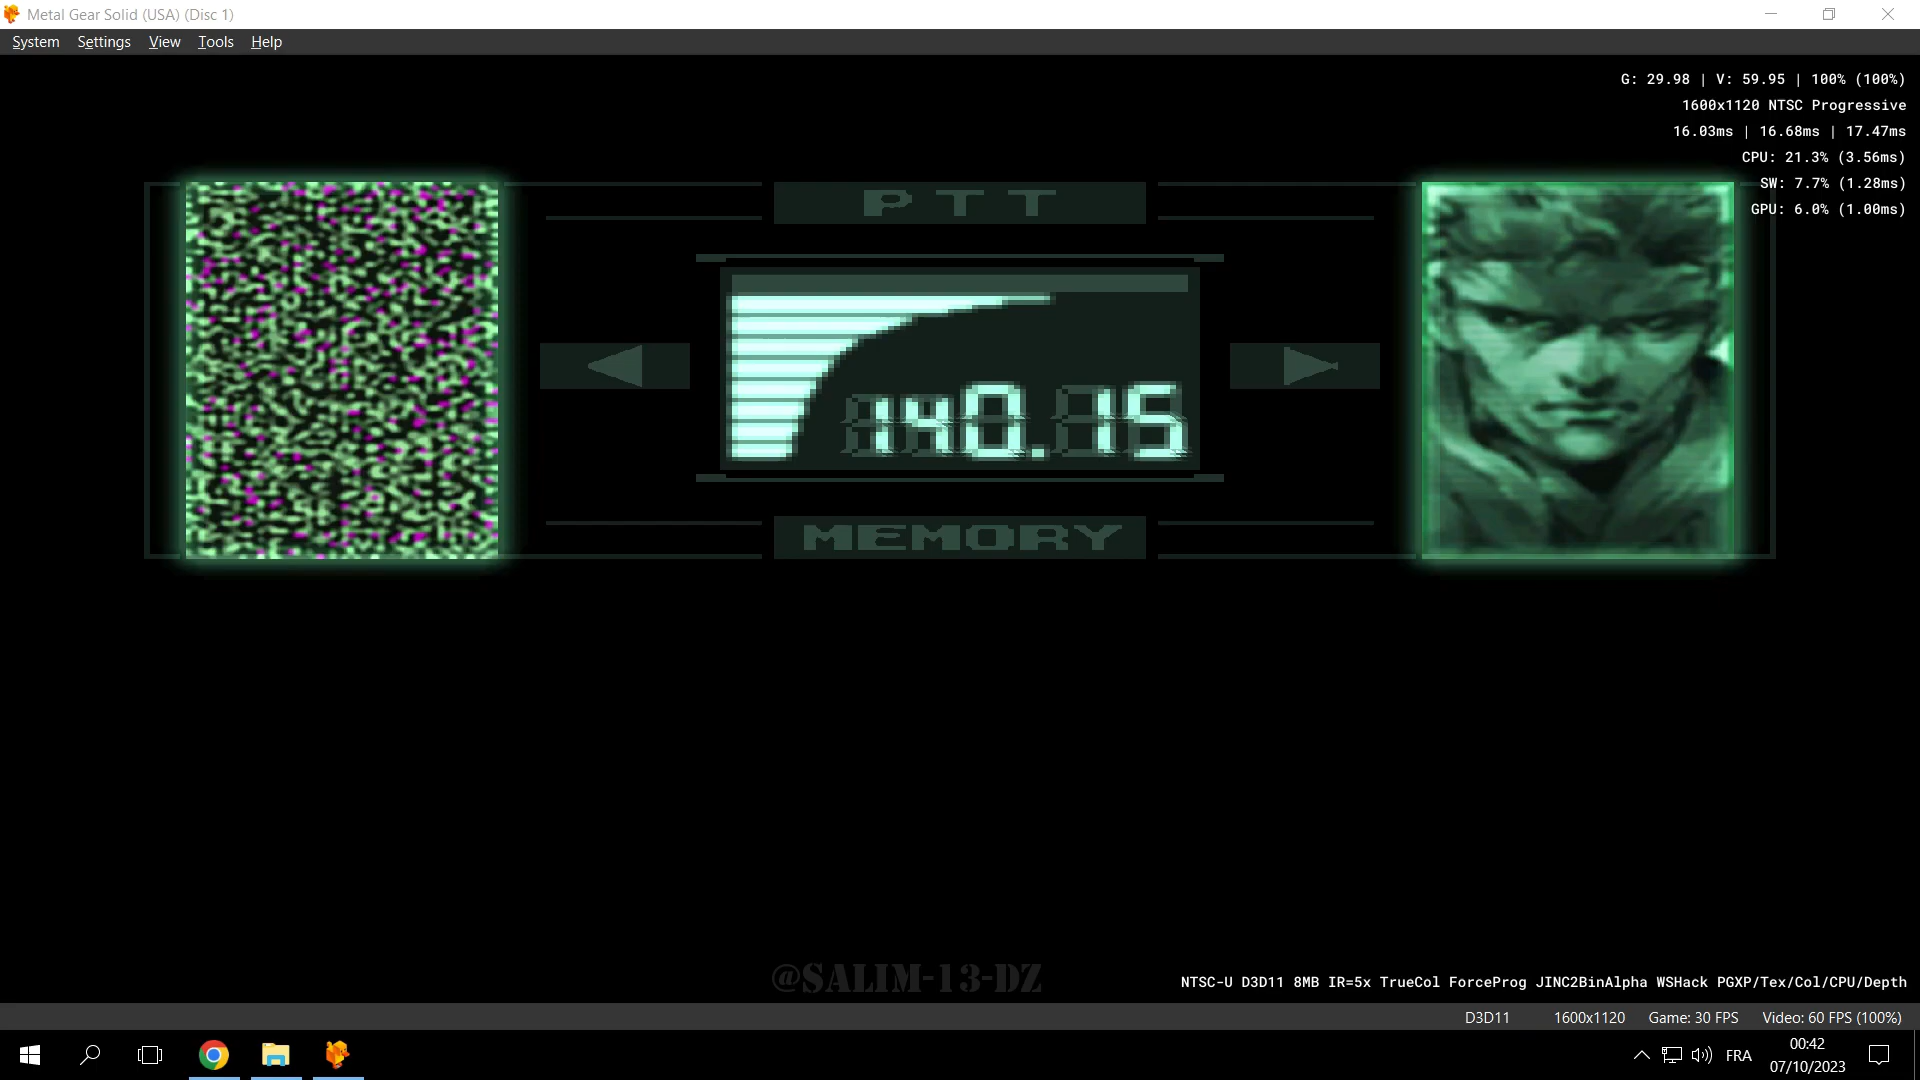 Metal Gear Solid (USA) (Disc 1)
System Settings View Tools Help
G: 29.98 | V: 59.95 | 100% (100%)
1600x1120 NTSC Progressive
16.03ms | 16.68ms | 17.47ms
CPU: 21.3% (3.56ms)
SW: 7.7% (1.28ms)
GPU: 6.0% (1.00ms)
PTT
140.15
MEMORY
@SALIM-13-DZ
NTSC-U D3D11 8MB IR=5x TrueCol ForceProg JINC2BinAlpha WSHack PGXP/Tex/Col/CPU/Depth
D3D11 1600x1120 Game: 30 FPS Video: 60 FPS (100%)
FRA
00:42
07/10/2023